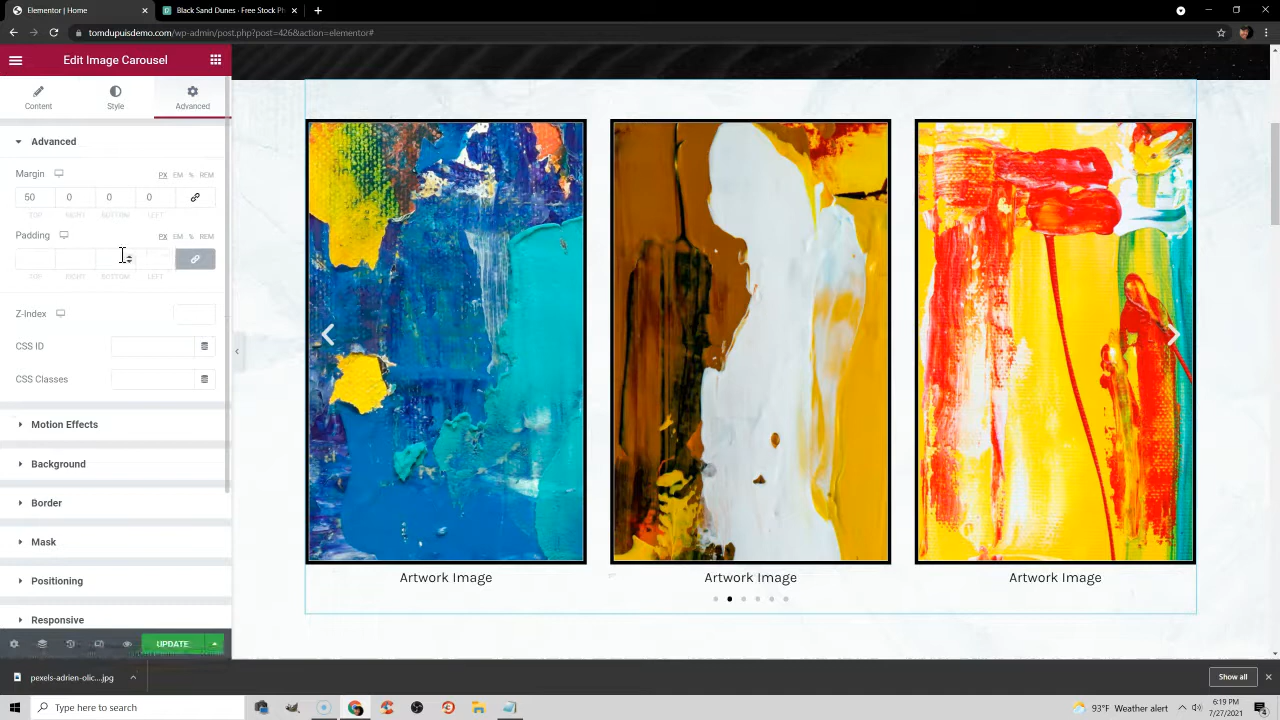 Elementor | Home
Black Sand Dunes · Free Stock Ph
tomdupuisdemo.com/wp-admin/post.php?post=426&action=elementor#
Edit Image Carousel
Content
Style
Advanced
Advanced
Margin
PX EM % REM
50 0 0 0
TOP RIGHT BOTTOM LEFT
Padding
PX EM % REM
TOP RIGHT BOTTOM LEFT
Z-Index
CSS ID
CSS Classes
Motion Effects
Background
Border
Mask
Positioning
Responsive
UPDATE
Artwork Image
Artwork Image
Artwork Image
pexels-adrien-olic....jpg
Show all
Type here to search
93°F Weather alert
6:19 PM
7/27/2021
4